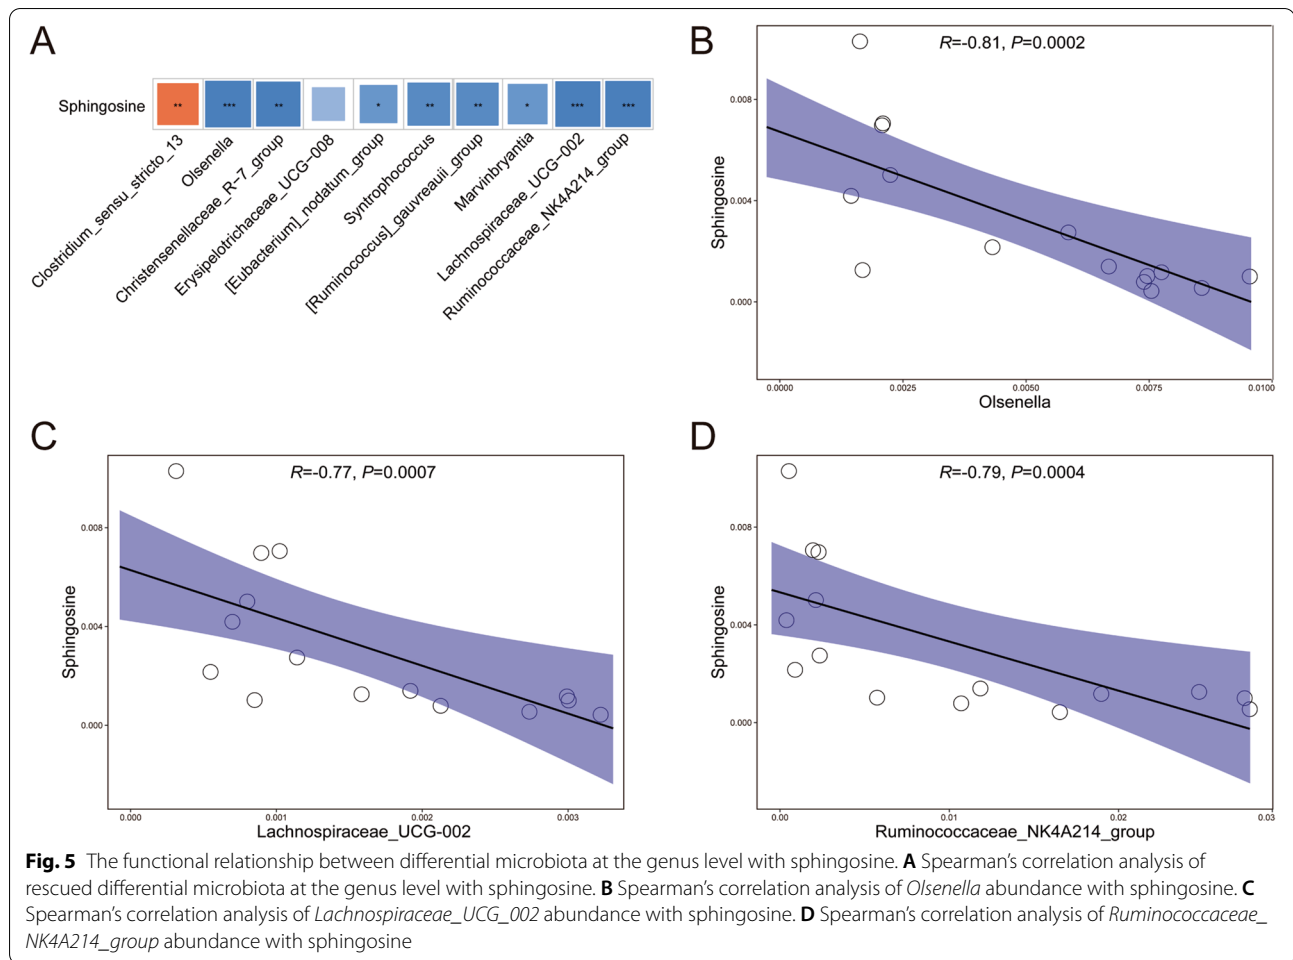 A
Sphingosine
** *** ** * ** ** * *** ***
Clostridium_sensu_stricto_13
Olsenella
Christensenellaceae_R−7_group
Erysipelotrichaceae_UCG−008
[Eubacterium]_nodatum_group
Syntrophococcus
[Ruminococcus]_gauvreauii_group
Marvinbryantia
Lachnospiraceae_UCG−002
Ruminococcaceae_NK4A214_group
B
R=-0.81, P=0.0002
Sphingosine
0.008
0.004
0.000
0.0000 0.0025 0.0050 0.0075 0.0100
Olsenella
C
R=-0.77, P=0.0007
Sphingosine
0.008
0.004
0.000
0.000 0.001 0.002 0.003
Lachnospiraceae_UCG-002
D
R=-0.79, P=0.0004
Sphingosine
0.008
0.004
0.000
0.00 0.01 0.02 0.03
Ruminococcaceae_NK4A214_group
Fig. 5 The functional relationship between differential microbiota at the genus level with sphingosine. A Spearman’s correlation analysis of
rescued differential microbiota at the genus level with sphingosine. B Spearman’s correlation analysis of Olsenella abundance with sphingosine. C
Spearman’s correlation analysis of Lachnospiraceae_UCG_002 abundance with sphingosine. D Spearman’s correlation analysis of Ruminococcaceae_
NK4A214_group abundance with sphingosine